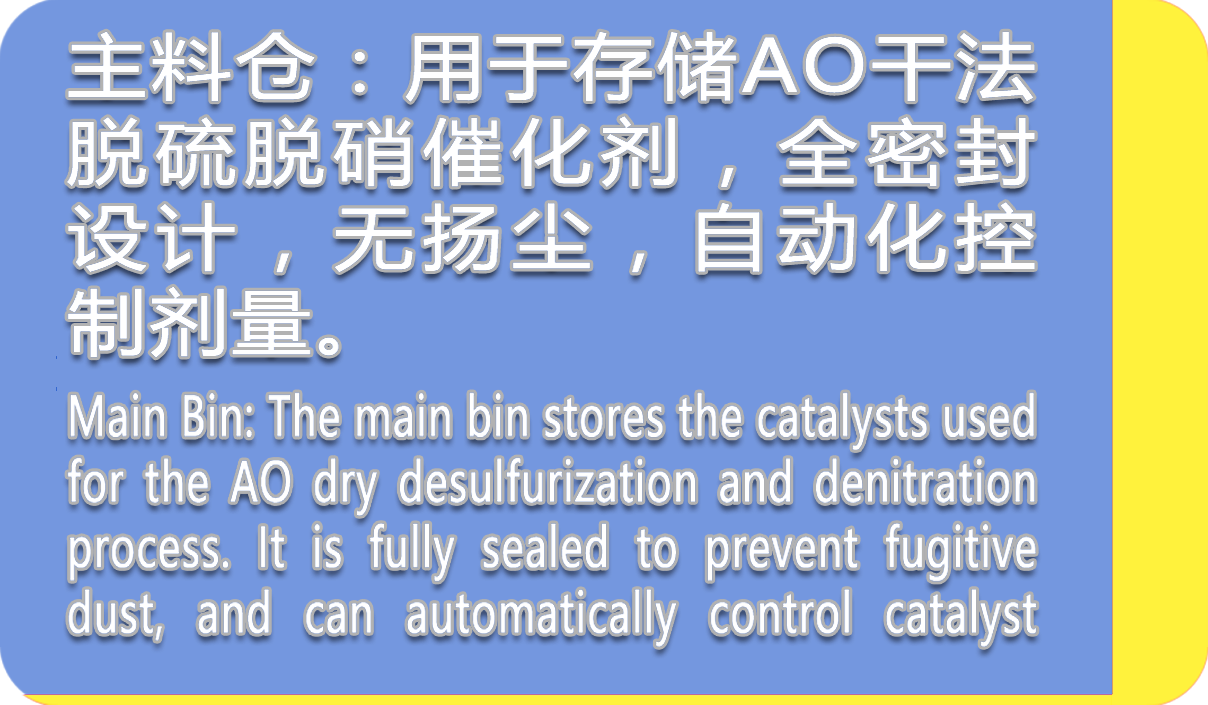 主料仓：用于存储AO干法
脱硫脱硝催化剂，全密封
设计，无扬尘，自动化控
制剂量。
Main Bin: The main bin stores the catalysts used
for the AO dry desulfurization and denitration
process. It is fully sealed to prevent fugitive
dust, and can automatically control catalyst